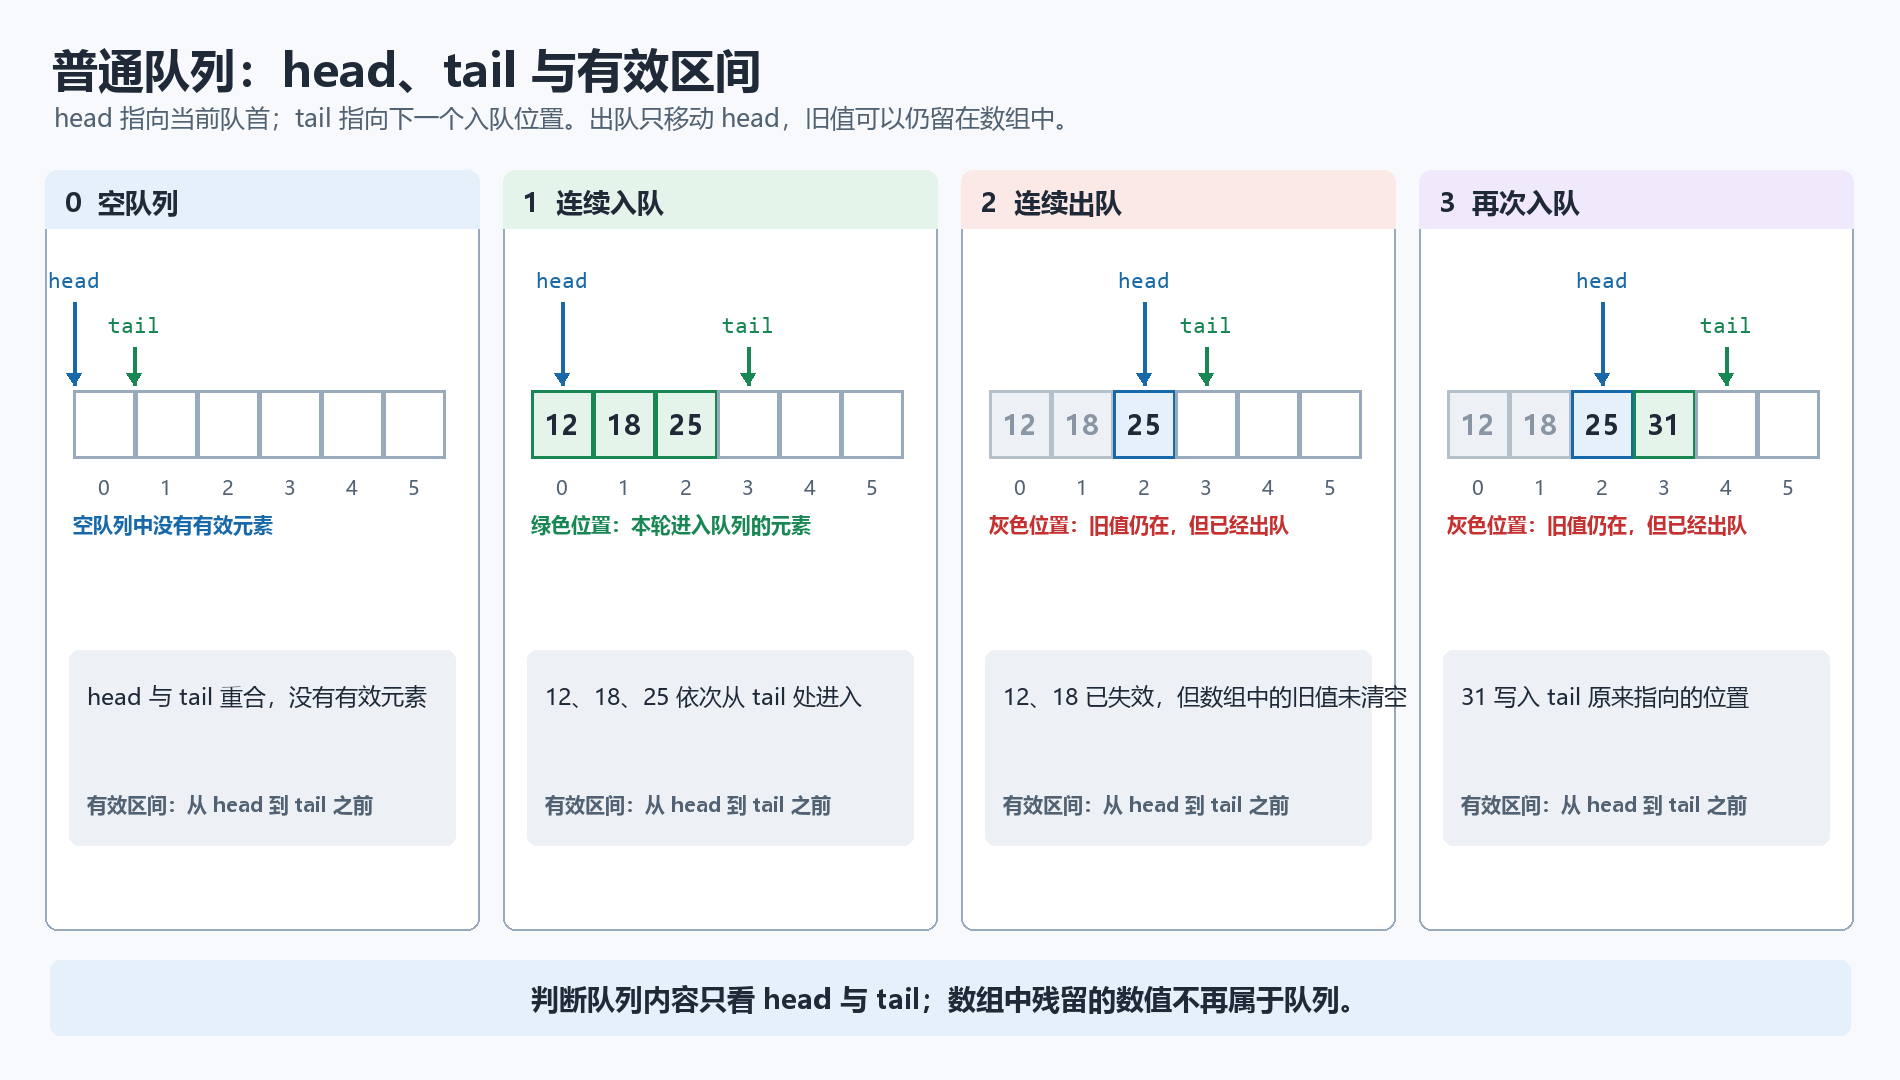 普通队列：head、tail 与有效区间
head 指向当前队首；tail 指向下一个入队位置。出队只移动 head，旧值可以仍留在数组中。
0 空队列
head
tail
0 1 2 3 4 5
空队列中没有有效元素
head 与 tail 重合，没有有效元素
有效区间：从 head 到 tail 之前
1 连续入队
head
tail
12 18 25
0 1 2 3 4 5
绿色位置：本轮进入队列的元素
12、18、25 依次从 tail 处进入
有效区间：从 head 到 tail 之前
2 连续出队
head
tail
12 18 25
0 1 2 3 4 5
灰色位置：旧值仍在，但已经出队
12、18 已失效，但数组中的旧值未清空
有效区间：从 head 到 tail 之前
3 再次入队
head
tail
12 18 25 31
0 1 2 3 4 5
灰色位置：旧值仍在，但已经出队
31 写入 tail 原来指向的位置
有效区间：从 head 到 tail 之前
判断队列内容只看 head 与 tail；数组中残留的数值不再属于队列。